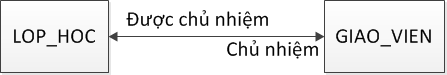 Được chủ nhiệm
LOP_HOC
GIAO_VIEN
Chủ nhiệm